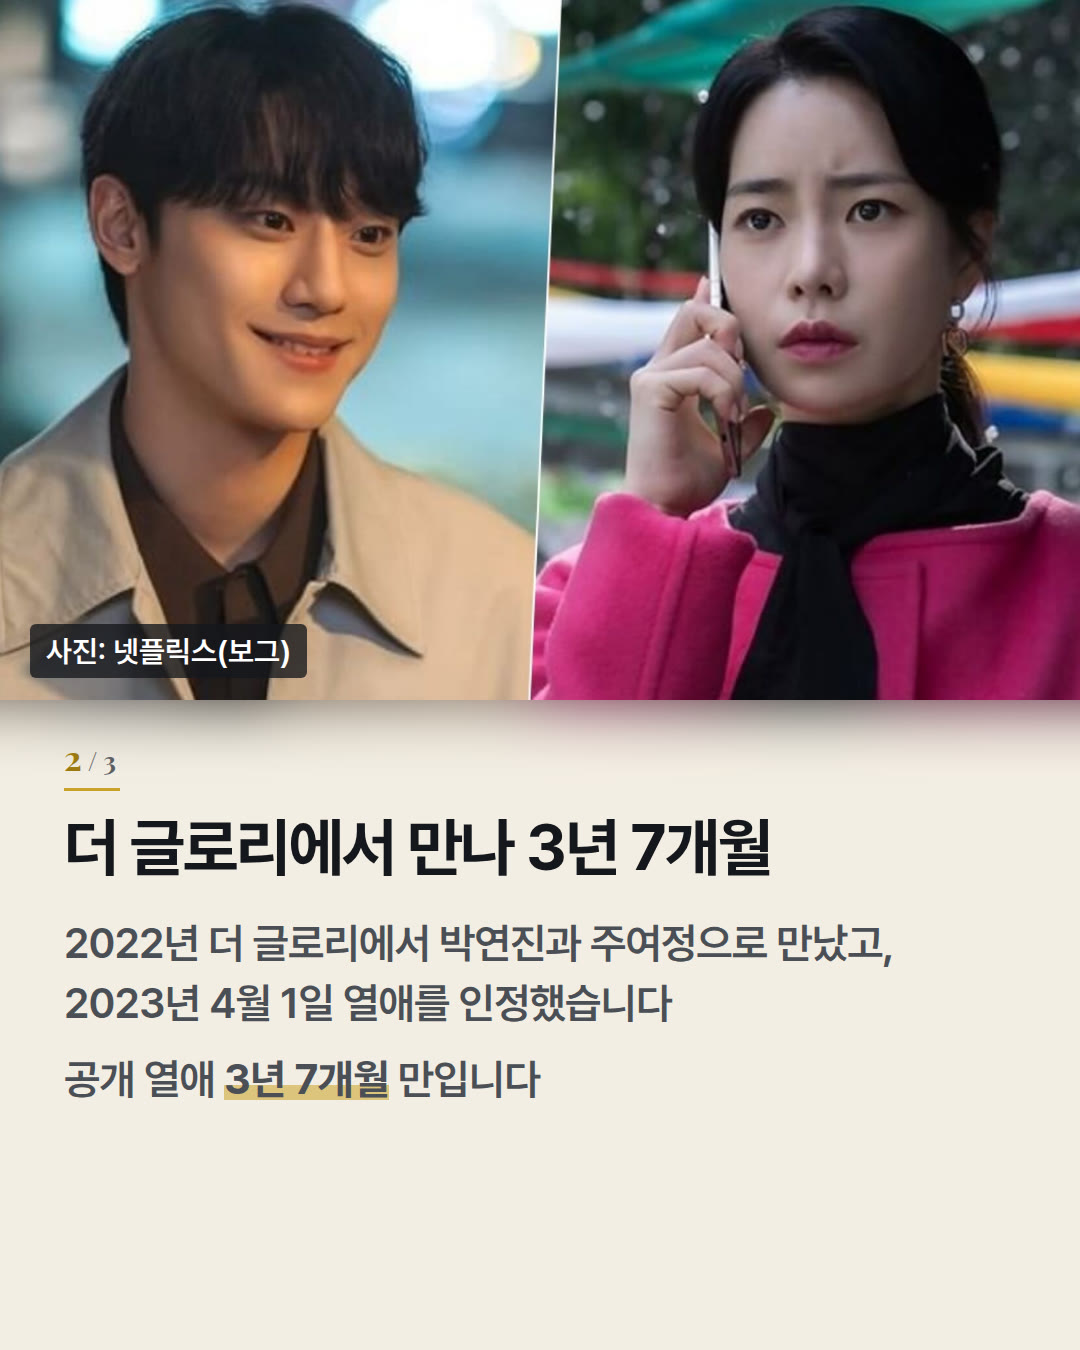 사진: 넷플릭스(보그)
2 / 3
더 글로리에서 만나 3년 7개월
2022년 더 글로리에서 박연진과 주여정으로 만났고,
2023년 4월 1일 열애를 인정했습니다
공개 열애 3년 7개월 만입니다